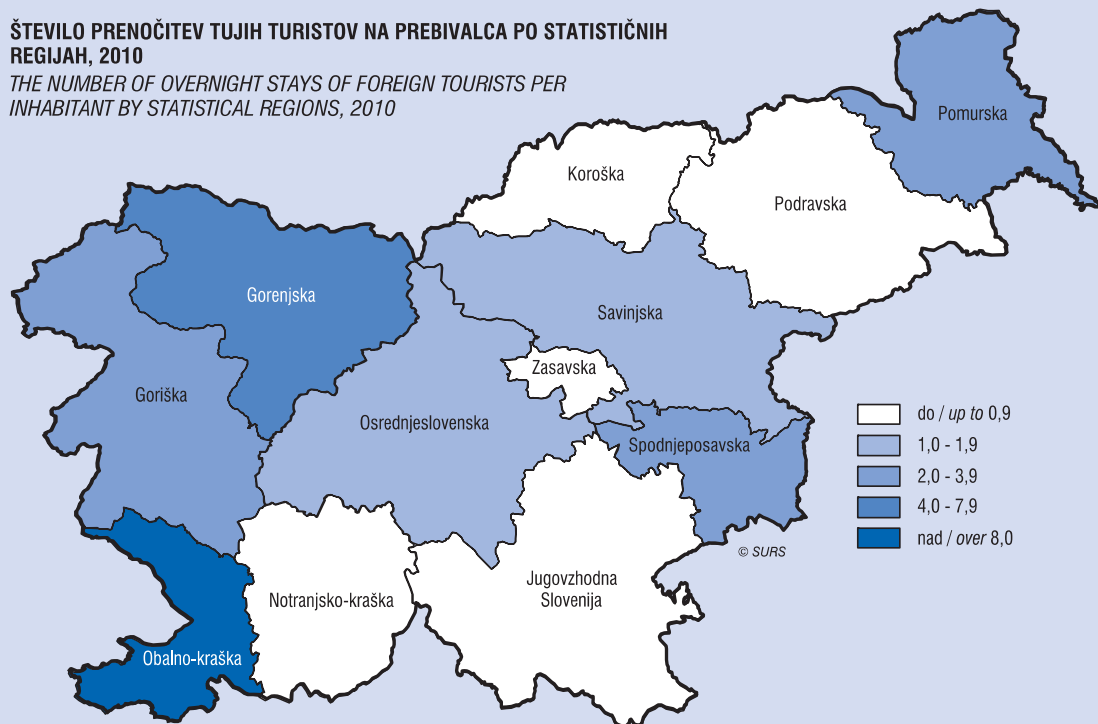 ŠTEVILO PRENOČITEV TUJIH TURISTOV NA PREBIVALCA PO STATISTIČNIH
REGIJAH, 2010
THE NUMBER OF OVERNIGHT STAYS OF FOREIGN TOURISTS PER
INHABITANT BY STATISTICAL REGIONS, 2010
Pomurska
Koroška
Podravska
Gorenjska
Savinjska
Zasavska
Goriška
Osrednjeslovenska
Spodnjeposavska
do / up to 0,9
1,0 - 1,9
2,0 - 3,9
4,0 - 7,9
nad / over 8,0
© SURS
Jugovzhodna
Slovenija
Notranjsko-kraška
Obalno-kraška